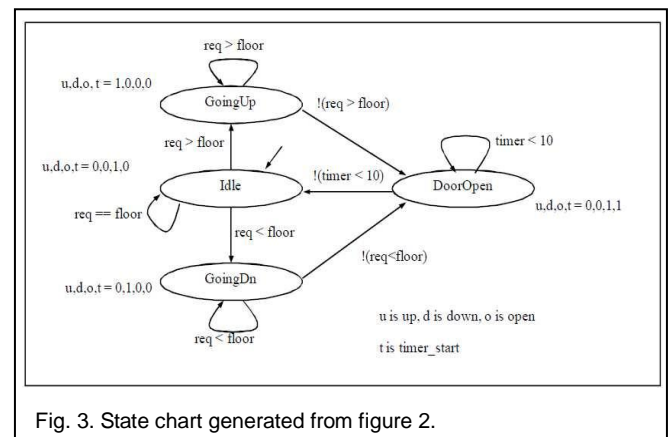 req > floor
u,d,o, t = 1,0,0,0
GoingUp
!(req > floor)
req > floor
timer < 10
u,d,o,t = 0,0,1,0
!(timer < 10)
Idle
DoorOpen
u,d,o,t = 0,0,1,1
req == floor
req < floor
!(req<floor)
GoingDn
u,d,o,t = 0,1,0,0
u is up, d is down, o is open
req < floor
t is timer_start
Fig. 3. State chart generated from figure 2.